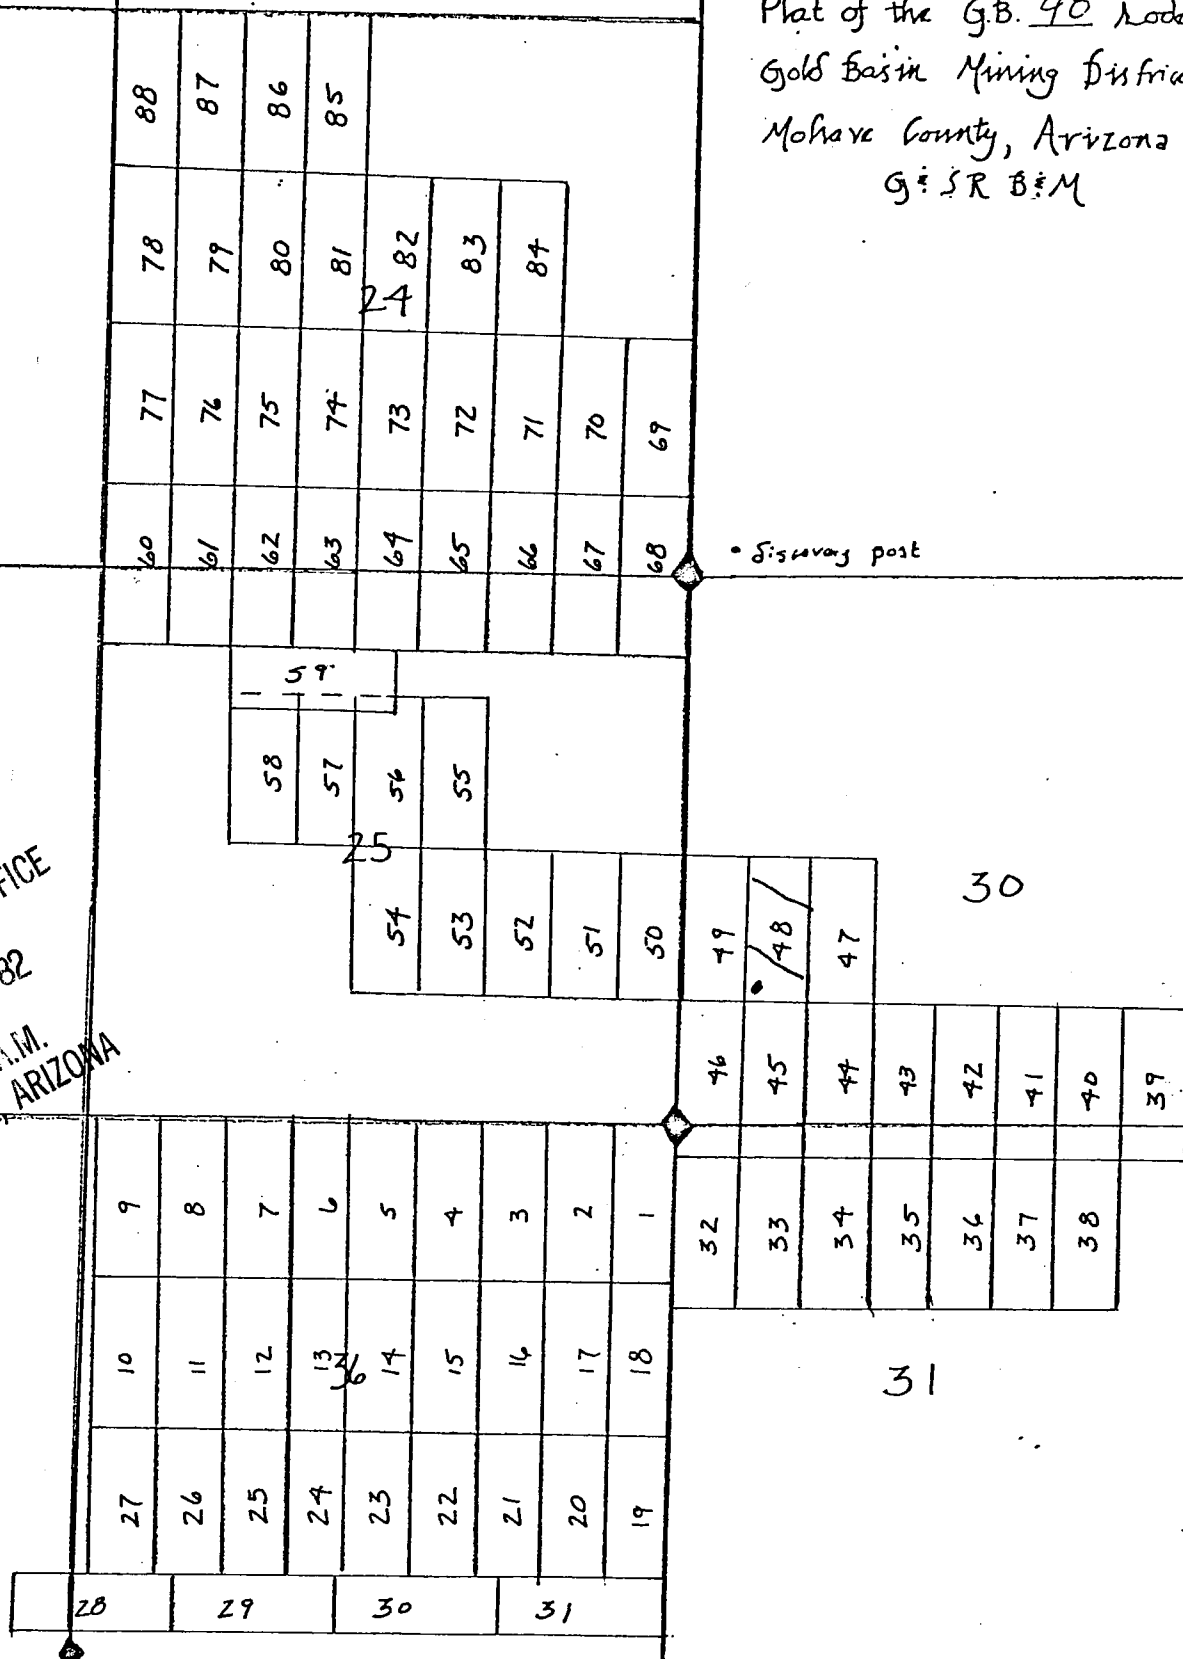 Plat of the G.B. 40 Lode
Gold Basin Mining Distric
Mohave County, Arizona
G & S R B & M
88 87 86 85
78 79 80 81 82 83 84
24
77 76 75 74 73 72 71 70 69
60 61 62 63 64 65 66 67 68
• discovery post
59
58 57 56 55
25
54 53 52 51 50 49 48 47
30
FICE
82
A.M.
ARIZONA
46 45 44 43 42 41 40 39
9 8 7 6 5 4 3 2 1
32 33 34 35 36 37 38
10 11 12 13 14 15 16 17 18
36
31
27 26 25 24 23 22 21 20 19
28 29 30 31